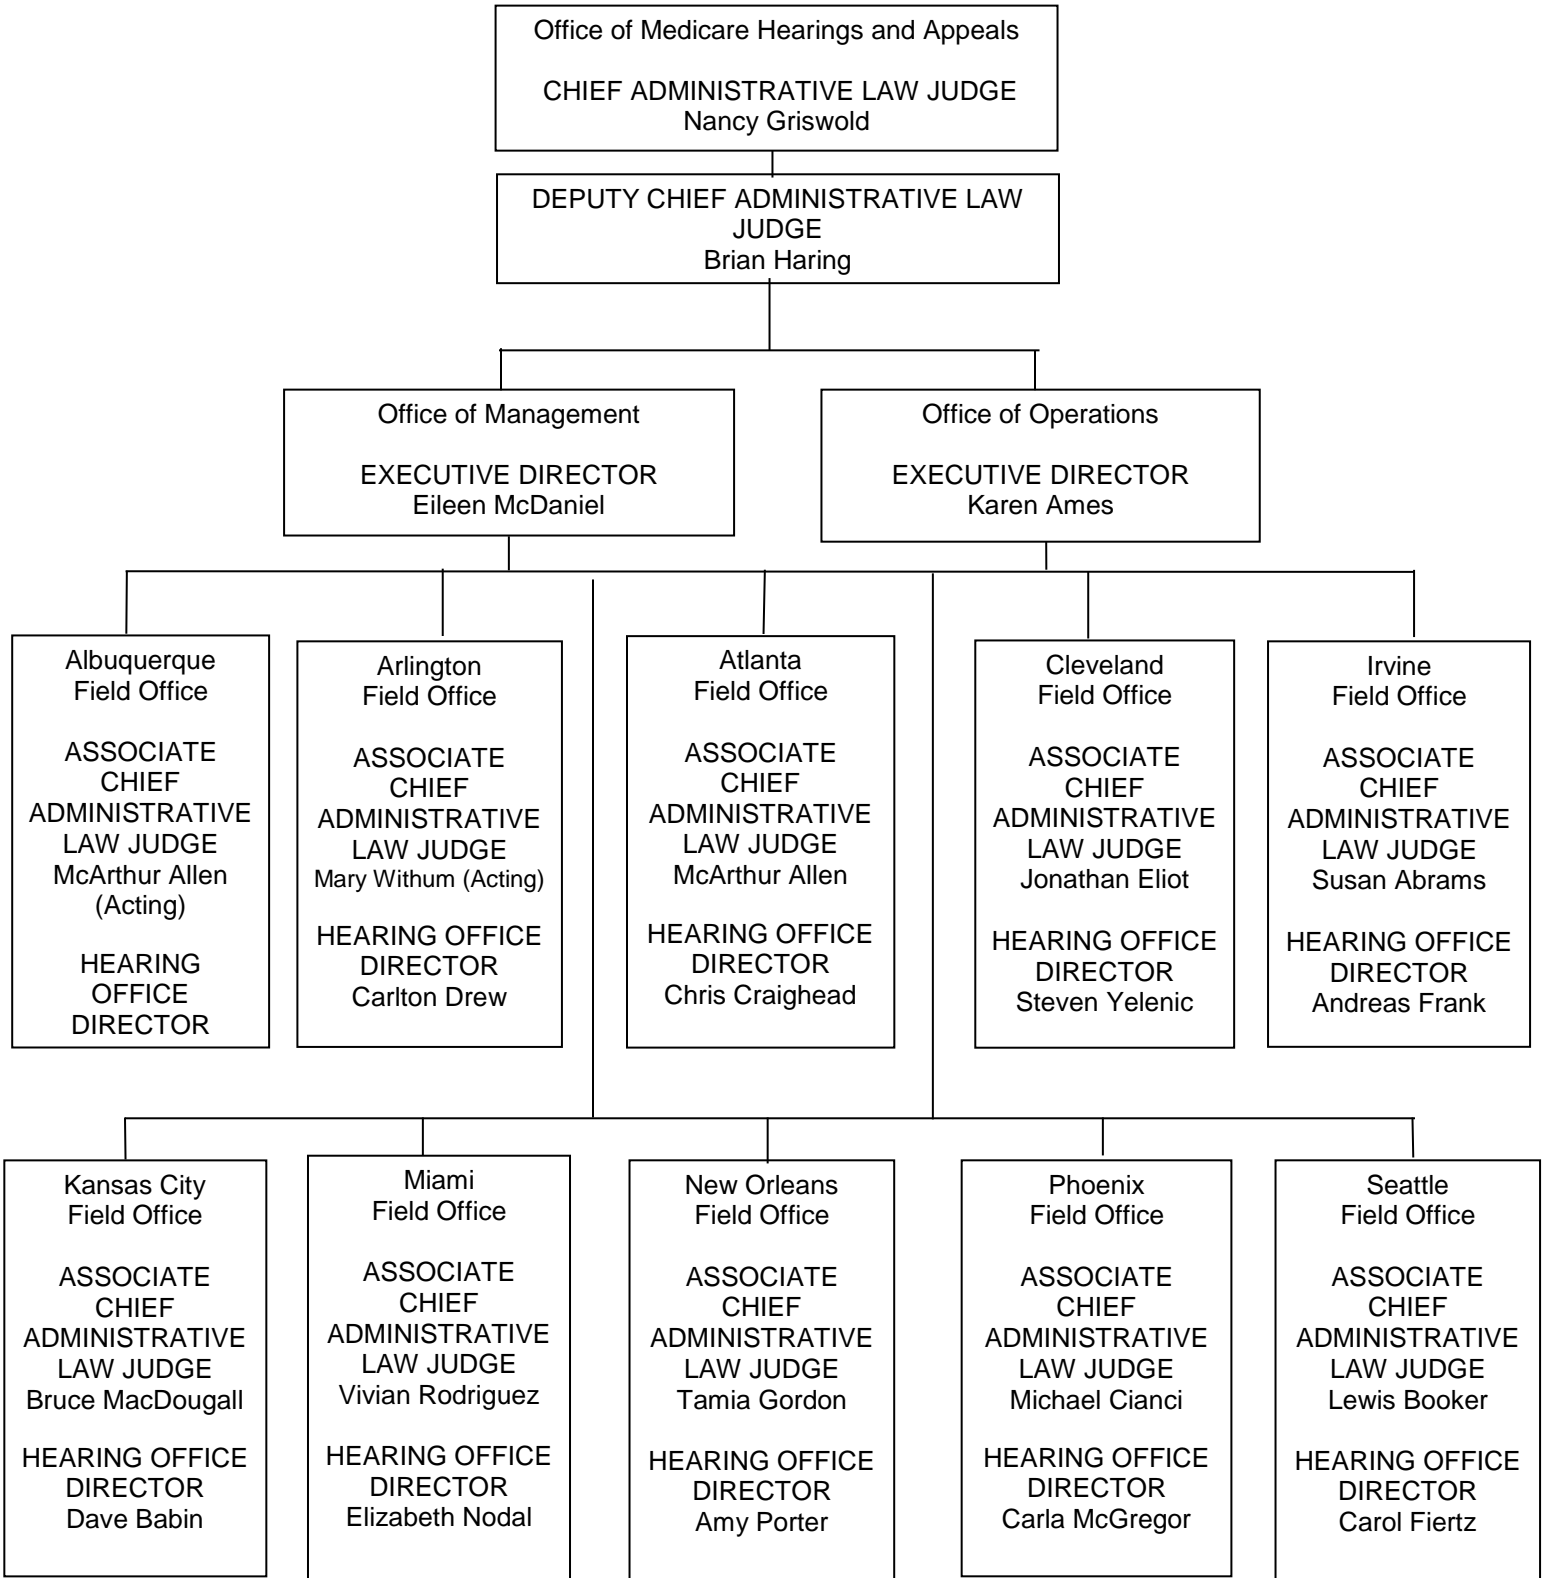 Office of Medicare Hearings and Appeals
CHIEF ADMINISTRATIVE LAW JUDGE
Nancy Griswold
DEPUTY CHIEF ADMINISTRATIVE LAW
JUDGE
Brian Haring
Office of Management
EXECUTIVE DIRECTOR
Eileen McDaniel
Office of Operations
EXECUTIVE DIRECTOR
Karen Ames
Albuquerque
Field Office
ASSOCIATE
CHIEF
ADMINISTRATIVE
LAW JUDGE
McArthur Allen
(Acting)
HEARING
OFFICE
DIRECTOR
Arlington
Field Office
ASSOCIATE
CHIEF
ADMINISTRATIVE
LAW JUDGE
Mary Withum (Acting)
HEARING OFFICE
DIRECTOR
Carlton Drew
Atlanta
Field Office
ASSOCIATE
CHIEF
ADMINISTRATIVE
LAW JUDGE
McArthur Allen
HEARING OFFICE
DIRECTOR
Chris Craighead
Cleveland
Field Office
ASSOCIATE
CHIEF
ADMINISTRATIVE
LAW JUDGE
Jonathan Eliot
HEARING OFFICE
DIRECTOR
Steven Yelenic
Irvine
Field Office
ASSOCIATE
CHIEF
ADMINISTRATIVE
LAW JUDGE
Susan Abrams
HEARING OFFICE
DIRECTOR
Andreas Frank
Kansas City
Field Office
ASSOCIATE
CHIEF
ADMINISTRATIVE
LAW JUDGE
Bruce MacDougall
HEARING OFFICE
DIRECTOR
Dave Babin
Miami
Field Office
ASSOCIATE
CHIEF
ADMINISTRATIVE
LAW JUDGE
Vivian Rodriguez
HEARING OFFICE
DIRECTOR
Elizabeth Nodal
New Orleans
Field Office
ASSOCIATE
CHIEF
ADMINISTRATIVE
LAW JUDGE
Tamia Gordon
HEARING OFFICE
DIRECTOR
Amy Porter
Phoenix
Field Office
ASSOCIATE
CHIEF
ADMINISTRATIVE
LAW JUDGE
Michael Cianci
HEARING OFFICE
DIRECTOR
Carla McGregor
Seattle
Field Office
ASSOCIATE
CHIEF
ADMINISTRATIVE
LAW JUDGE
Lewis Booker
HEARING OFFICE
DIRECTOR
Carol Fiertz